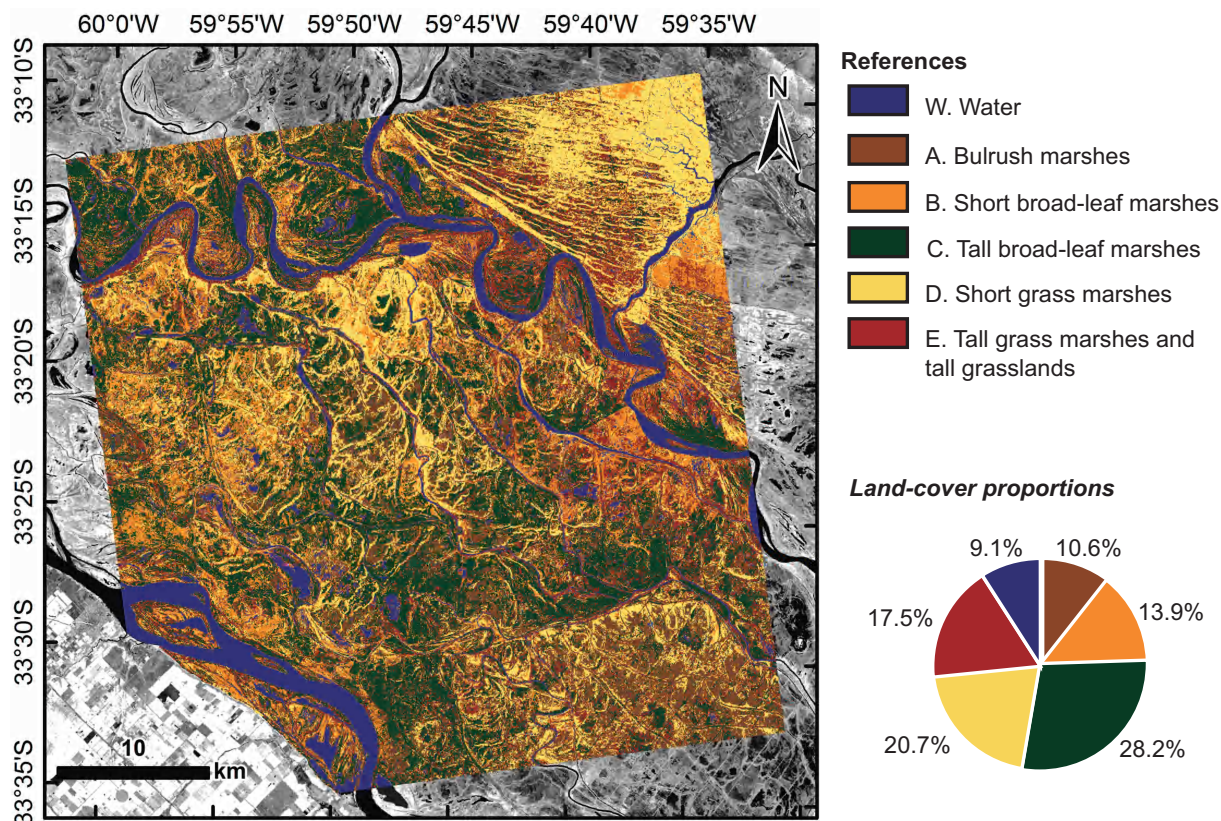 60°0'W 59°55'W 59°50'W 59°45'W 59°40'W 59°35'W
33°10'S
33°15'S
33°20'S
33°25'S
33°30'S
33°35'S
N
10
km
References
W. Water
A. Bulrush marshes
B. Short broad-leaf marshes
C. Tall broad-leaf marshes
D. Short grass marshes
E. Tall grass marshes and
tall grasslands
Land-cover proportions
9.1%
10.6%
17.5%
13.9%
20.7%
28.2%